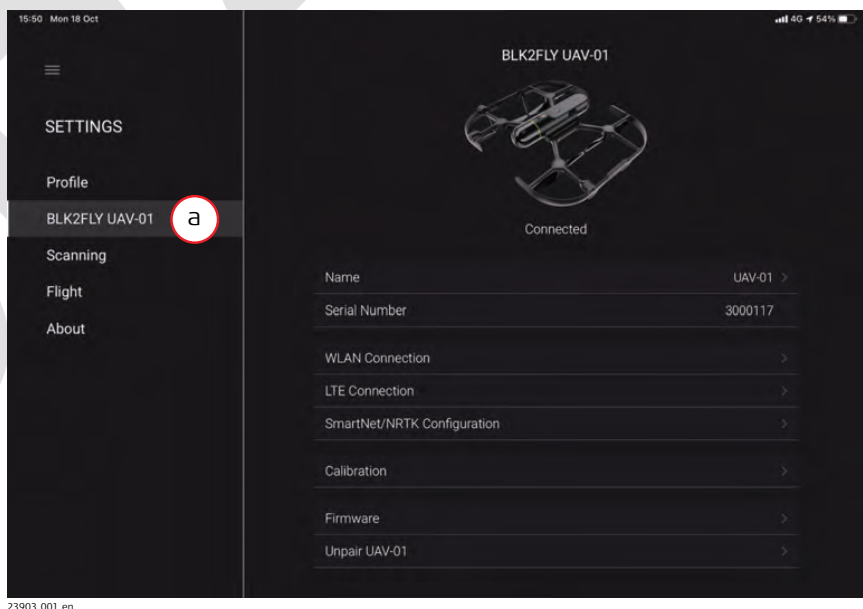 15:50 Mon 18 Oct
4G 54%
BLK2FLY UAV-01
SETTINGS
Profile
BLK2FLY UAV-01
a
Scanning
Flight
About
Connected
Name UAV-01
Serial Number 3000117
WLAN Connection
LTE Connection
SmartNet/NRTK Configuration
Calibration
Firmware
Unpair UAV-01
23903_001_en